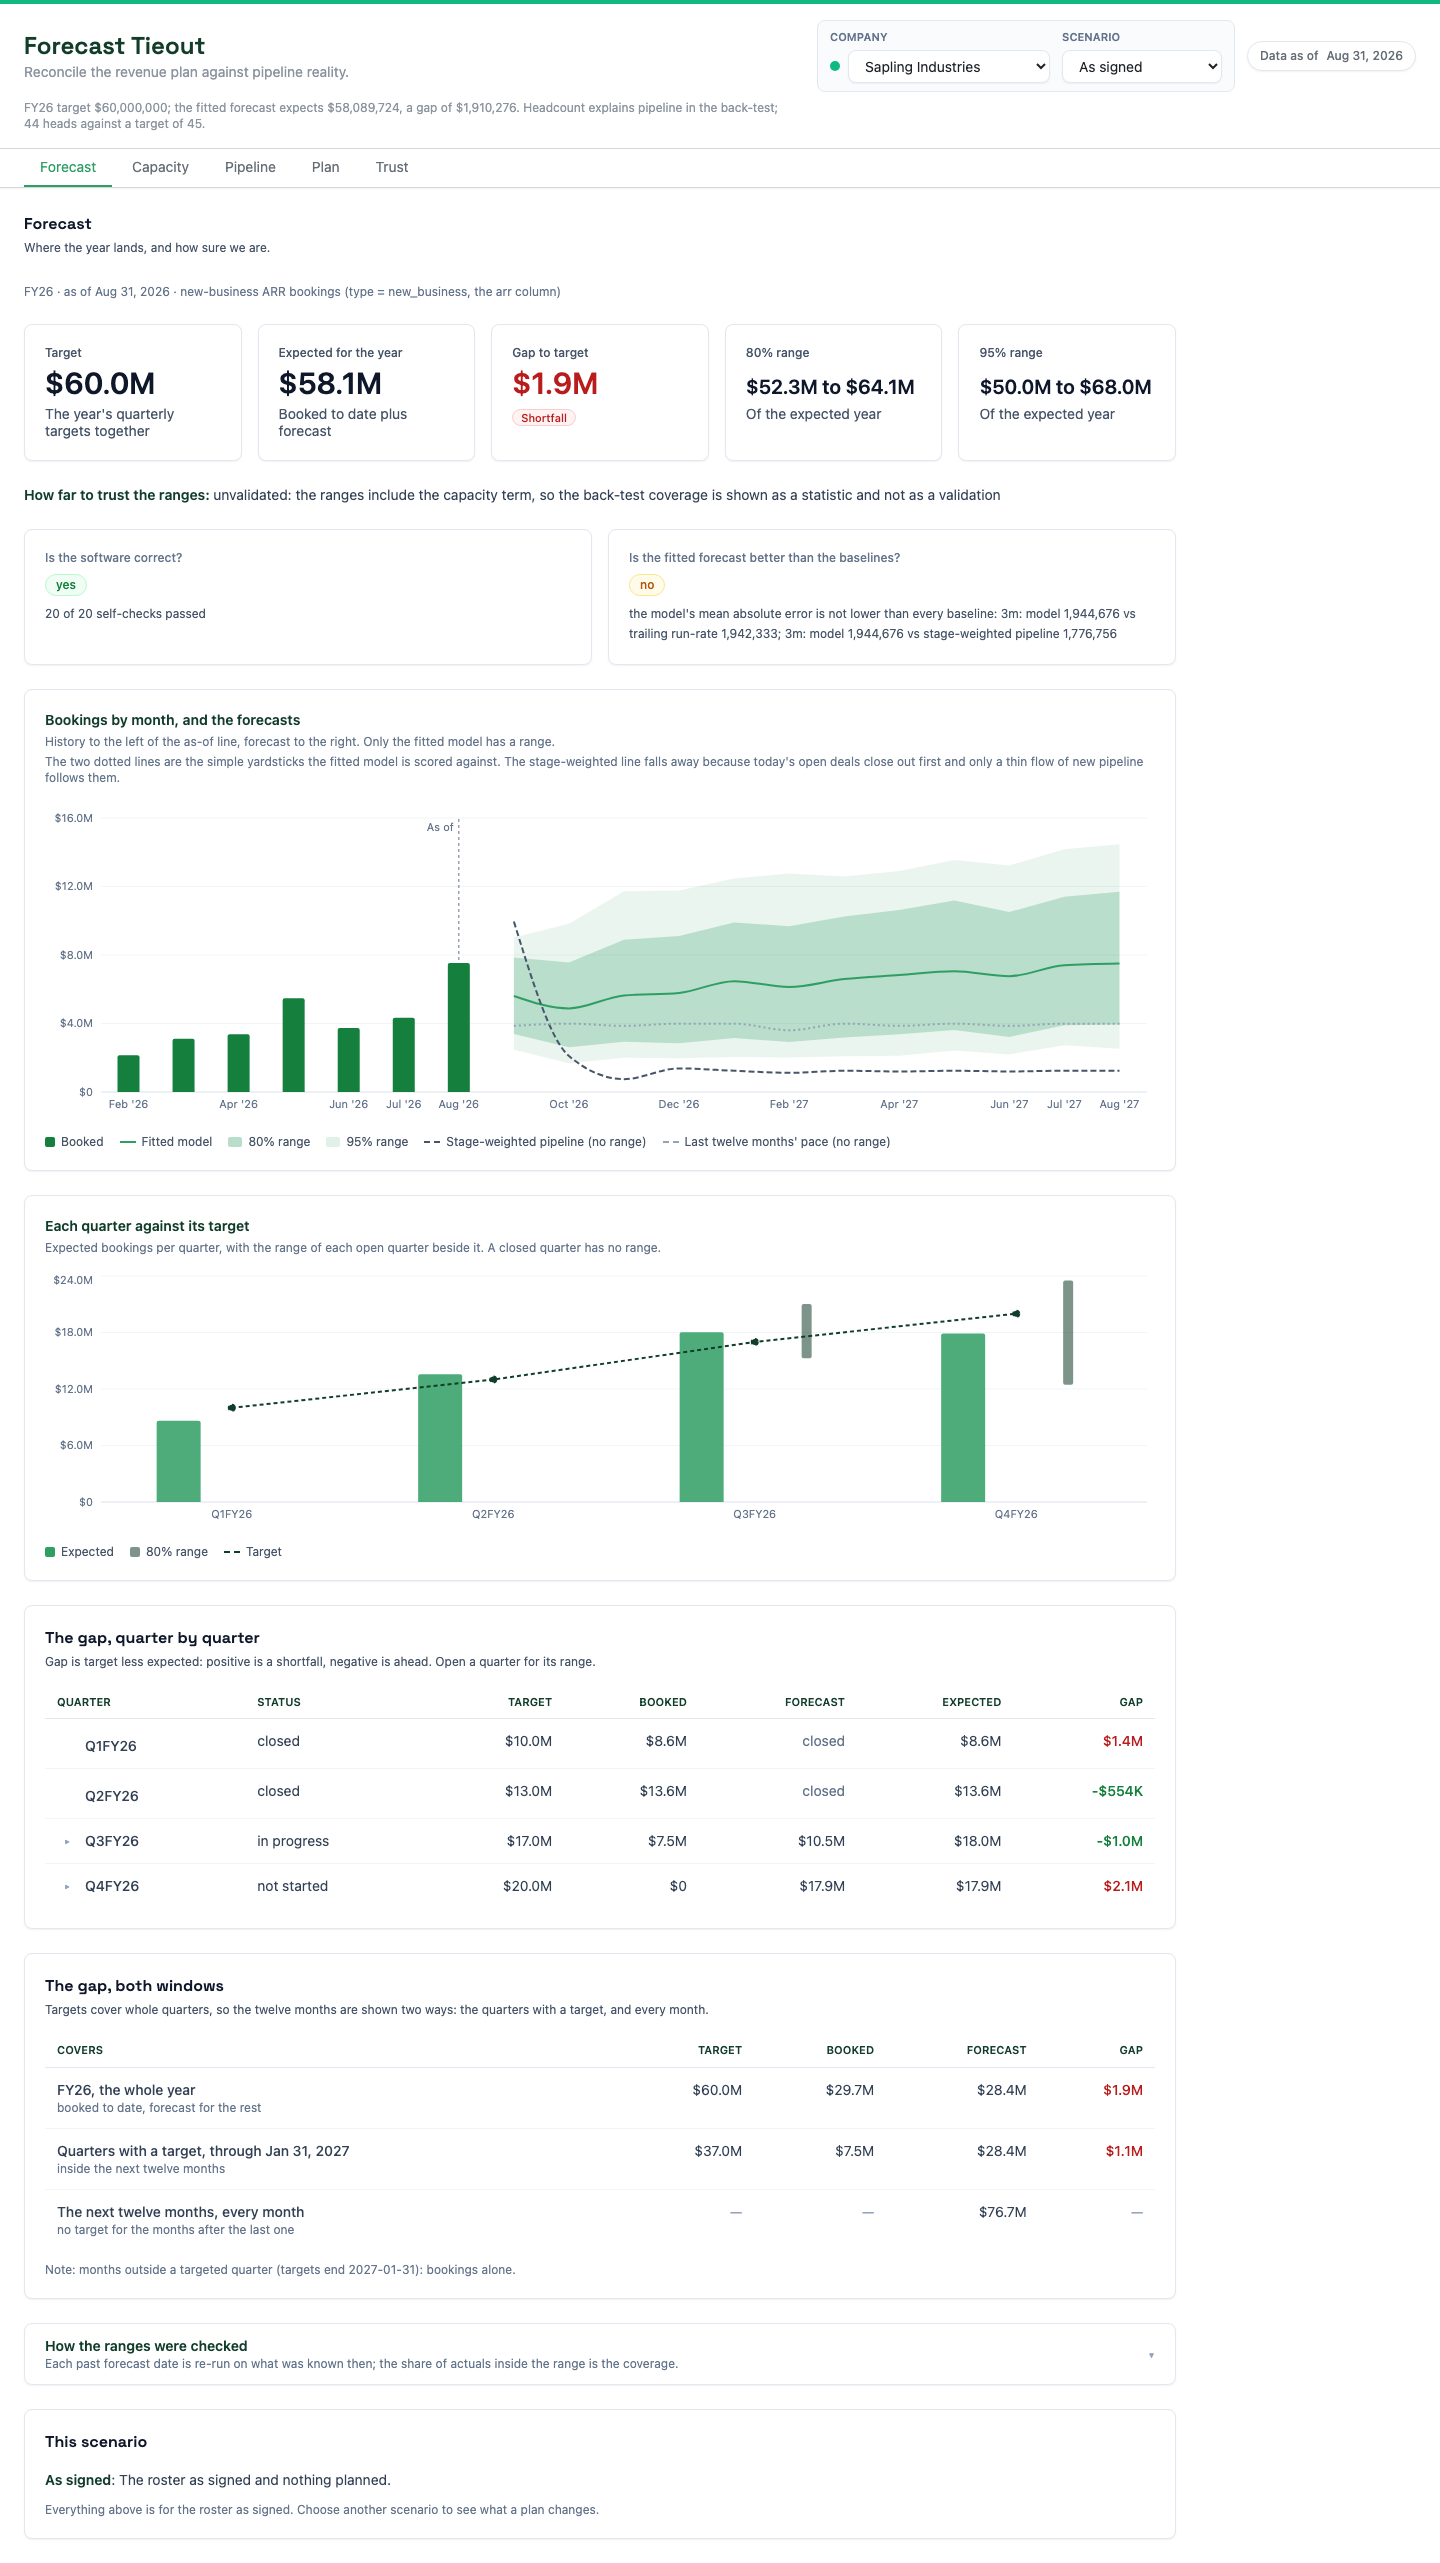 Forecast Tieout
Reconcile the revenue plan against pipeline reality.
FY26 target $60,000,000; the fitted forecast expects $58,089,724, a gap of $1,910,276. Headcount explains pipeline in the back-test;
44 heads against a target of 45.
COMPANY
Sapling Industries
SCENARIO
As signed
Data as of Aug 31, 2026
Forecast
Capacity
Pipeline
Plan
Trust
Forecast
Where the year lands, and how sure we are.
FY26 · as of Aug 31, 2026 · new-business ARR bookings (type = new_business, the arr column)
Target
$60.0M
The year's quarterly
targets together
Expected for the year
$58.1M
Booked to date plus
forecast
Gap to target
$1.9M
Shortfall
80% range
$52.3M to $64.1M
Of the expected year
95% range
$50.0M to $68.0M
Of the expected year
How far to trust the ranges: unvalidated: the ranges include the capacity term, so the back-test coverage is shown as a statistic and not as a validation
Is the software correct?
yes
20 of 20 self-checks passed
Is the fitted forecast better than the baselines?
no
the model's mean absolute error is not lower than every baseline: 3m: model 1,944,676 vs
trailing run-rate 1,942,333; 3m: model 1,944,676 vs stage-weighted pipeline 1,776,756
Bookings by month, and the forecasts
History to the left of the as-of line, forecast to the right. Only the fitted model has a range.
The two dotted lines are the simple yardsticks the fitted model is scored against. The stage-weighted line falls away because today's open deals close out first and only a thin flow of new pipeline
follows them.
$16.0M
$12.0M
$8.0M
$4.0M
$0
As of
Feb '26
Apr '26
Jun '26
Jul '26
Aug '26
Oct '26
Dec '26
Feb '27
Apr '27
Jun '27
Jul '27
Aug '27
Booked
Fitted model
80% range
95% range
Stage-weighted pipeline (no range)
Last twelve months' pace (no range)
Each quarter against its target
Expected bookings per quarter, with the range of each open quarter beside it. A closed quarter has no range.
$24.0M
$18.0M
$12.0M
$6.0M
$0
Q1FY26
Q2FY26
Q3FY26
Q4FY26
Expected
80% range
Target
The gap, quarter by quarter
Gap is target less expected: positive is a shortfall, negative is ahead. Open a quarter for its range.
QUARTER STATUS TARGET BOOKED FORECAST EXPECTED GAP
Q1FY26 closed $10.0M $8.6M closed $8.6M $1.4M
Q2FY26 closed $13.0M $13.6M closed $13.6M -$554K
Q3FY26 in progress $17.0M $7.5M $10.5M $18.0M -$1.0M
Q4FY26 not started $20.0M $0 $17.9M $17.9M $2.1M
The gap, both windows
Targets cover whole quarters, so the twelve months are shown two ways: the quarters with a target, and every month.
COVERS TARGET BOOKED FORECAST GAP
FY26, the whole year $60.0M $29.7M $28.4M $1.9M
booked to date, forecast for the rest
Quarters with a target, through Jan 31, 2027 $37.0M $7.5M $28.4M $1.1M
inside the next twelve months
The next twelve months, every month — — $76.7M —
no target for the months after the last one
Note: months outside a targeted quarter (targets end 2027-01-31): bookings alone.
How the ranges were checked
Each past forecast date is re-run on what was known then; the share of actuals inside the range is the coverage.
This scenario
As signed: The roster as signed and nothing planned.
Everything above is for the roster as signed. Choose another scenario to see what a plan changes.